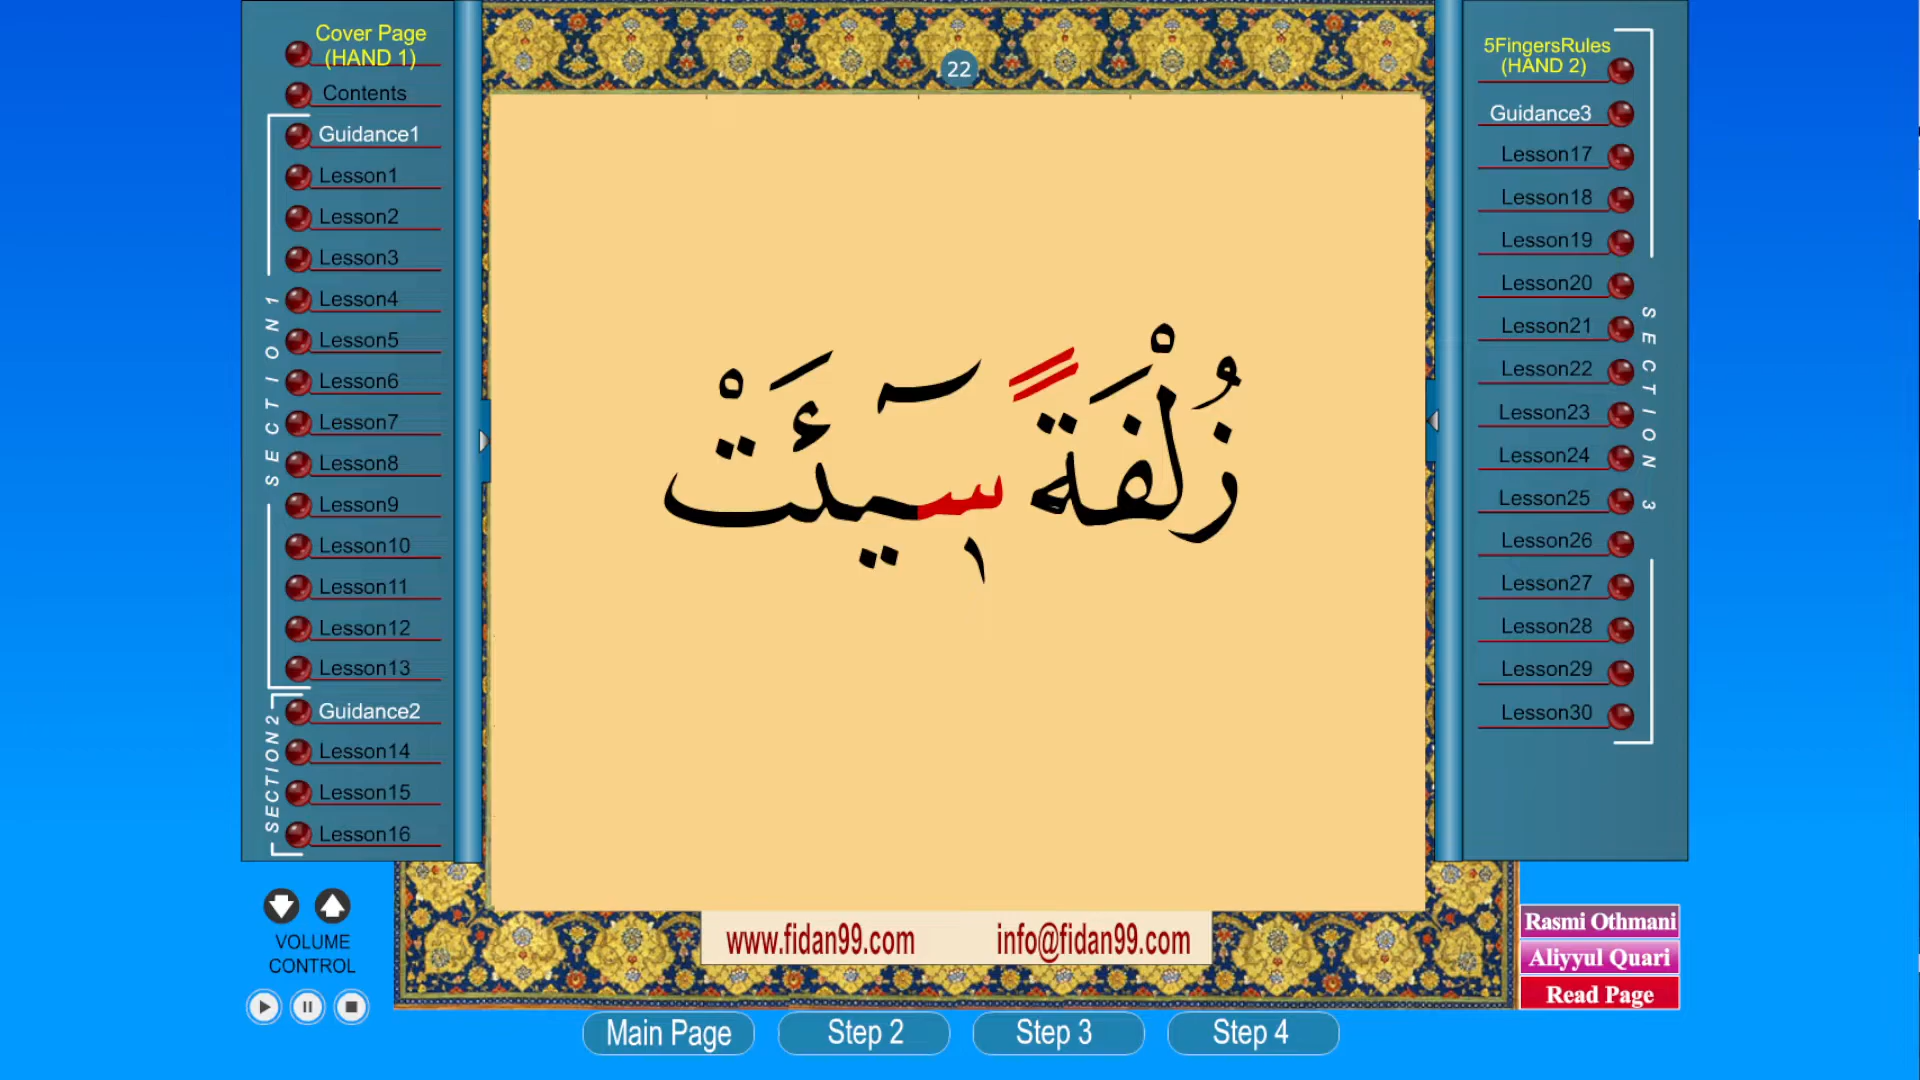 Cover Page
(HAND 1)
Contents
Guidance1
Lesson1
Lesson2
Lesson3
Lesson4
Lesson5
Lesson6
Lesson7
Lesson8
Lesson9
Lesson10
Lesson11
Lesson12
Lesson13
Guidance2
Lesson14
Lesson15
Lesson16
SECTION 1
SECTION2
VOLUME
CONTROL
22
زُلْفَةً سِٓيـَٔتْ
www.fidan99.com info@fidan99.com
Main Page Step 2 Step 3 Step 4
5FingersRules
(HAND 2)
Guidance3
Lesson17
Lesson18
Lesson19
Lesson20
Lesson21
Lesson22
Lesson23
Lesson24
Lesson25
Lesson26
Lesson27
Lesson28
Lesson29
Lesson30
SECTION 3
Rasmi Othmani
Aliyyul Quari
Read Page